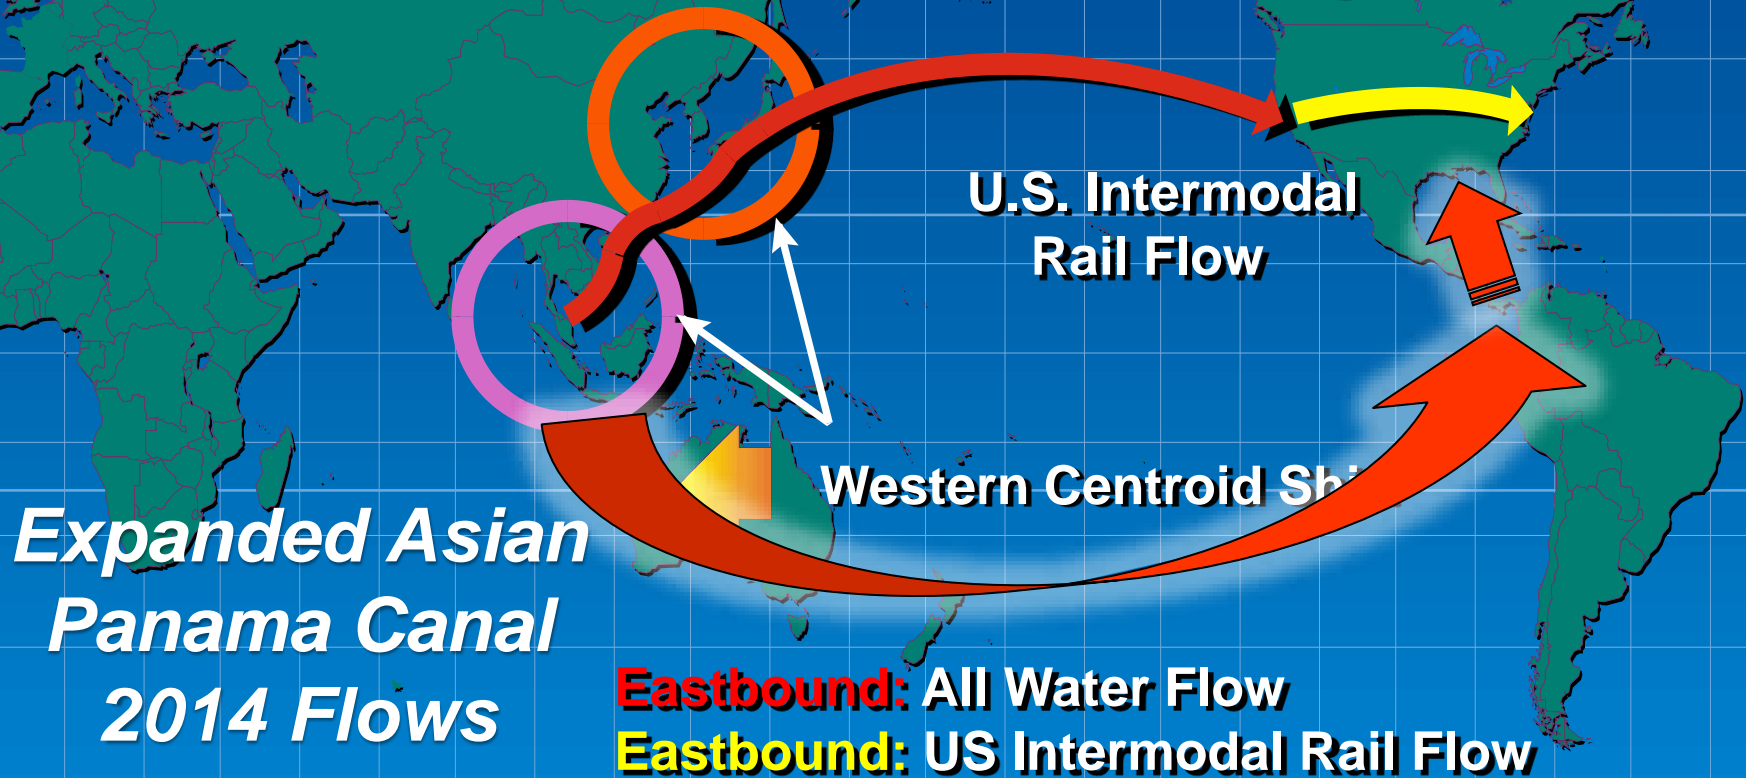 U.S. Intermodal
Rail Flow
Western Centroid
Expanded Asian
Panama Canal
2014 Flows
Eastbound: All Water Flow
Eastbound: US Intermodal Rail Flow